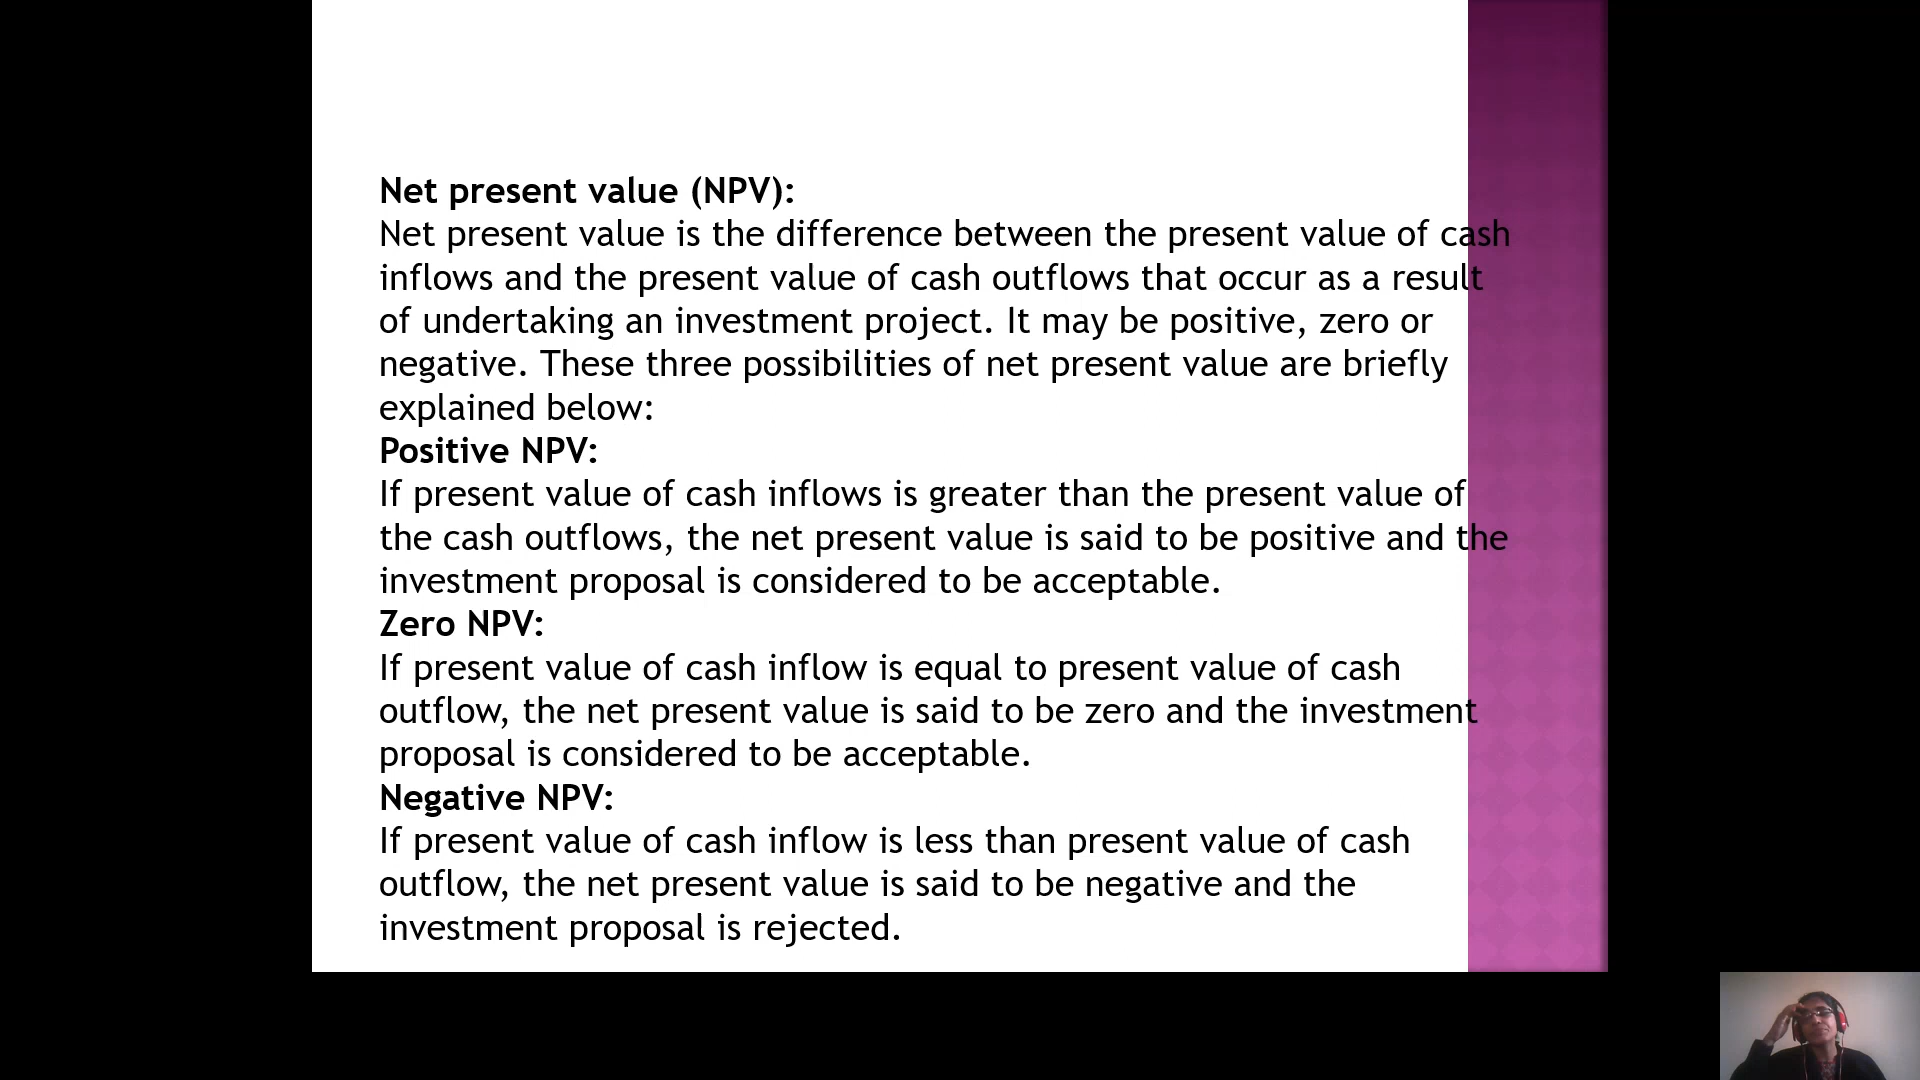 Net present value (NPV):
Net present value is the difference between the present value of cash
inflows and the present value of cash outflows that occur as a result
of undertaking an investment project. It may be positive, zero or
negative. These three possibilities of net present value are briefly
explained below:
Positive NPV:
If present value of cash inflows is greater than the present value of
the cash outflows, the net present value is said to be positive and the
investment proposal is considered to be acceptable.
Zero NPV:
If present value of cash inflow is equal to present value of cash
outflow, the net present value is said to be zero and the investment
proposal is considered to be acceptable.
Negative NPV:
If present value of cash inflow is less than present value of cash
outflow, the net present value is said to be negative and the
investment proposal is rejected.